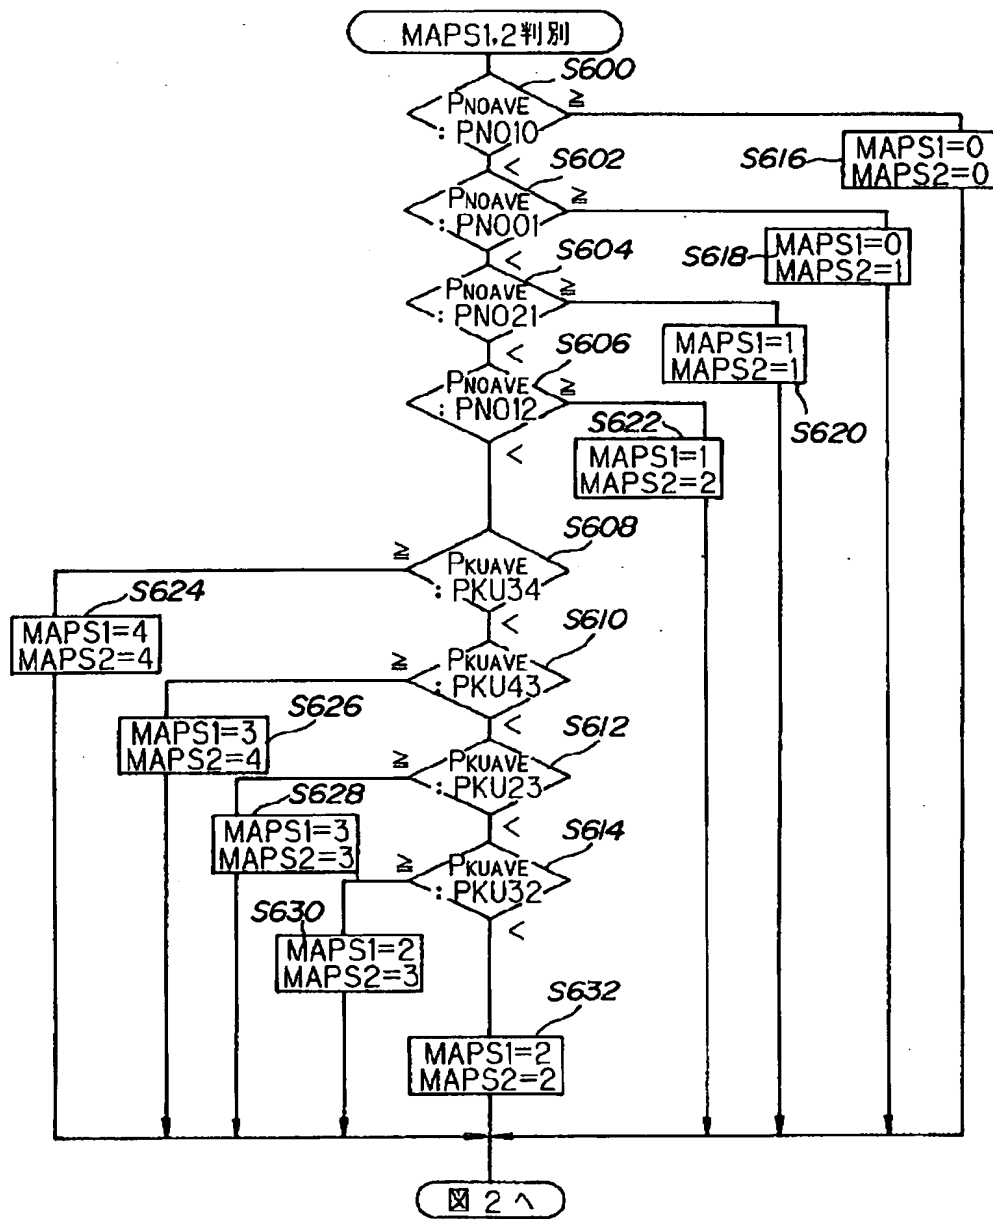 MAPS1,2判別
S600
PNOAVE
: PNO10
≧
<
S616
MAPS1=0
MAPS2=0
S602
PNOAVE
: PNO01
≧
<
S618
MAPS1=0
MAPS2=1
S604
PNOAVE
: PNO21
≧
<
MAPS1=1
MAPS2=1
S620
S606
PNOAVE
: PNO12
≧
<
S622
MAPS1=1
MAPS2=2
S608
PKUAVE
: PKU34
≧
<
S624
MAPS1=4
MAPS2=4
S610
PKUAVE
: PKU43
≧
<
S626
MAPS1=3
MAPS2=4
S612
PKUAVE
: PKU23
≧
<
S628
MAPS1=3
MAPS2=3
S614
PKUAVE
: PKU32
≧
<
S630
MAPS1=2
MAPS2=3
S632
MAPS1=2
MAPS2=2
図 2 へ